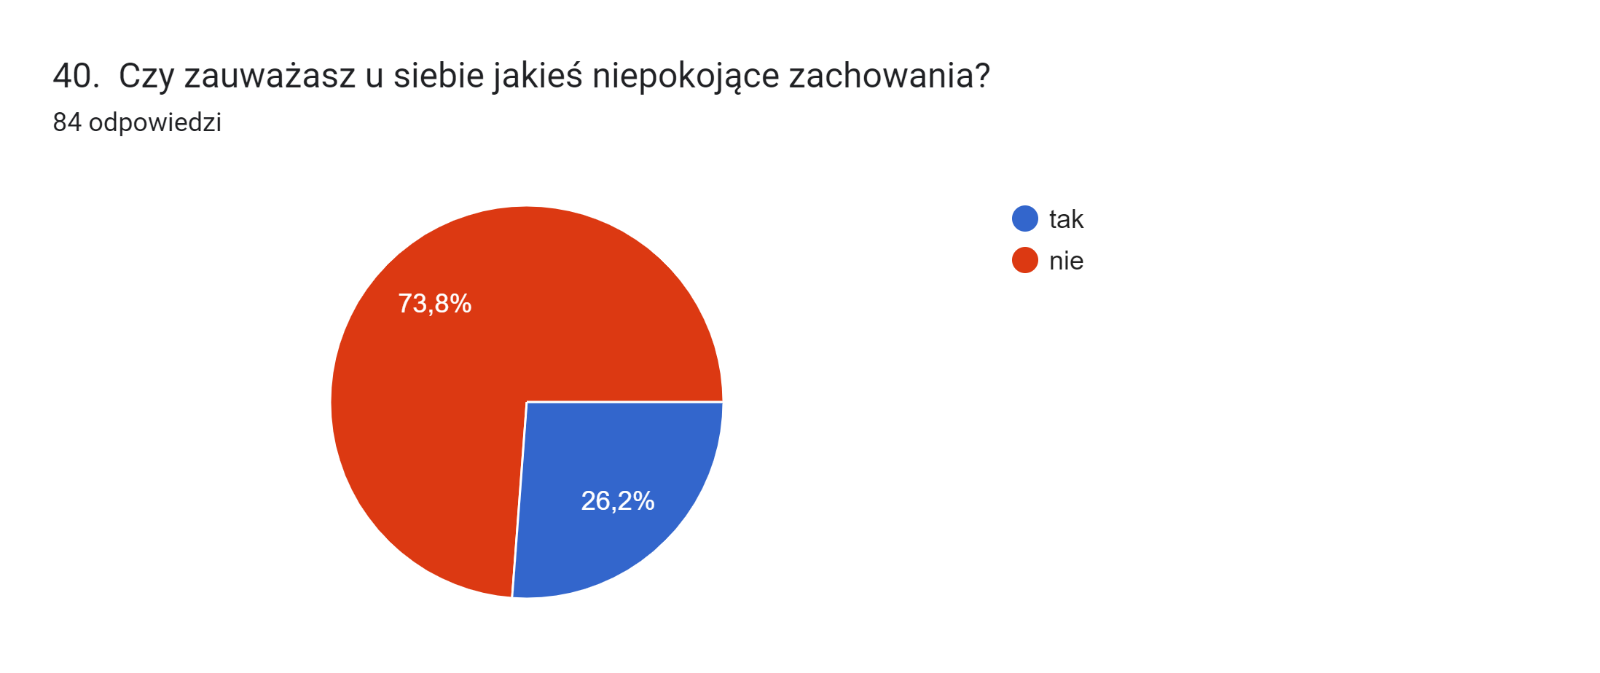 40.  Czy zauważasz u siebie jakieś niepokojące zachowania?
84 odpowiedzi
tak
nie
73,8%
26,2%